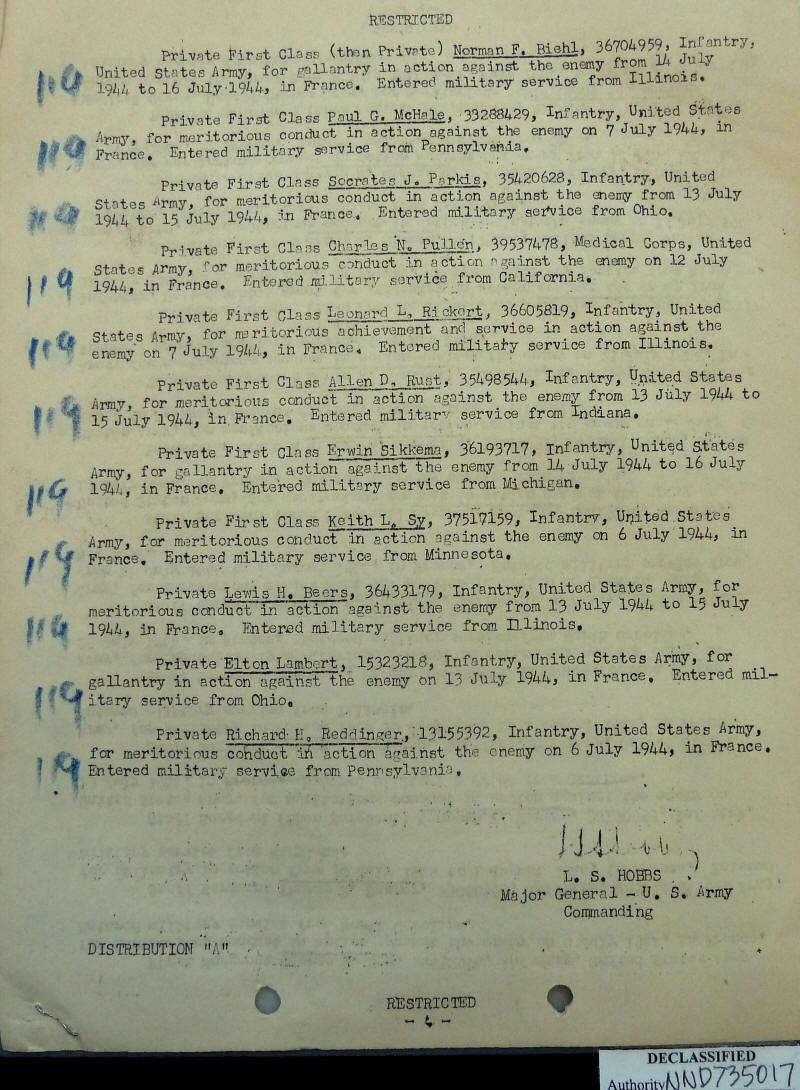 RESTRICTED
Private First Class (then Private) Norman F. Biehl, 36704959, Infantry,
United States Army, for gallantry in action against the enemy from 14 July
1944 to 16 July 1944, in France. Entered military service from Illinois.
119
Private First Class Paul G. McHale, 33288429, Infantry, United States
Army, for meritorious conduct in action against the enemy on 7 July 1944, in
France. Entered military service from Pennsylvania.
Private First Class Socrates J. Parkis, 35420628, Infantry, United
States Army, for meritorious conduct in action against the enemy from 13 July
1944 to 15 July 1944, in France. Entered military service from Ohio.
Private First Class Charles N. Pullen, 39537478, Medical Corps, United
States Army, for meritorious conduct in action against the enemy on 12 July
1944, in France. Entered military service from California.
119
Private First Class Leonard L. Rickert, 36605819, Infantry, United
States Army, for meritorious achievement and service in action against the
enemy on 7 July 1944, in France. Entered military service from Illinois.
119
Private First Class Allen D. Rust, 35498544, Infantry, United States
Army, for meritorious conduct in action against the enemy from 13 July 1944 to
15 July 1944, in France. Entered military service from Indiana.
119
Private First Class Erwin Sikkema, 36193717, Infantry, United States
Army, for gallantry in action against the enemy from 14 July 1944 to 16 July
1944, in France. Entered military service from Michigan.
Private First Class Keith L. Sy, 37517159, Infantry, United States
Army, for meritorious conduct in action against the enemy on 6 July 1944, in
France. Entered military service from Minnesota.
119
Private Lewis H. Beers, 36433179, Infantry, United States Army, for
meritorious conduct in action against the enemy from 13 July 1944 to 15 July
1944, in France. Entered military service from Illinois.
Private Elton Lambert, 15323218, Infantry, United States Army, for
gallantry in action against the enemy on 13 July 1944, in France. Entered mil-
119 itary service from Ohio.
Private Richard H. Reddinger, 13155392, Infantry, United States Army,
for meritorious conduct in action against the enemy on 6 July 1944, in France.
119 Entered military service from Pennsylvania.
L. S. HOBBS
Major General - U. S. Army
Commanding
DISTRIBUTION "A"
RESTRICTED
DECLASSIFIED
Authority NND735017